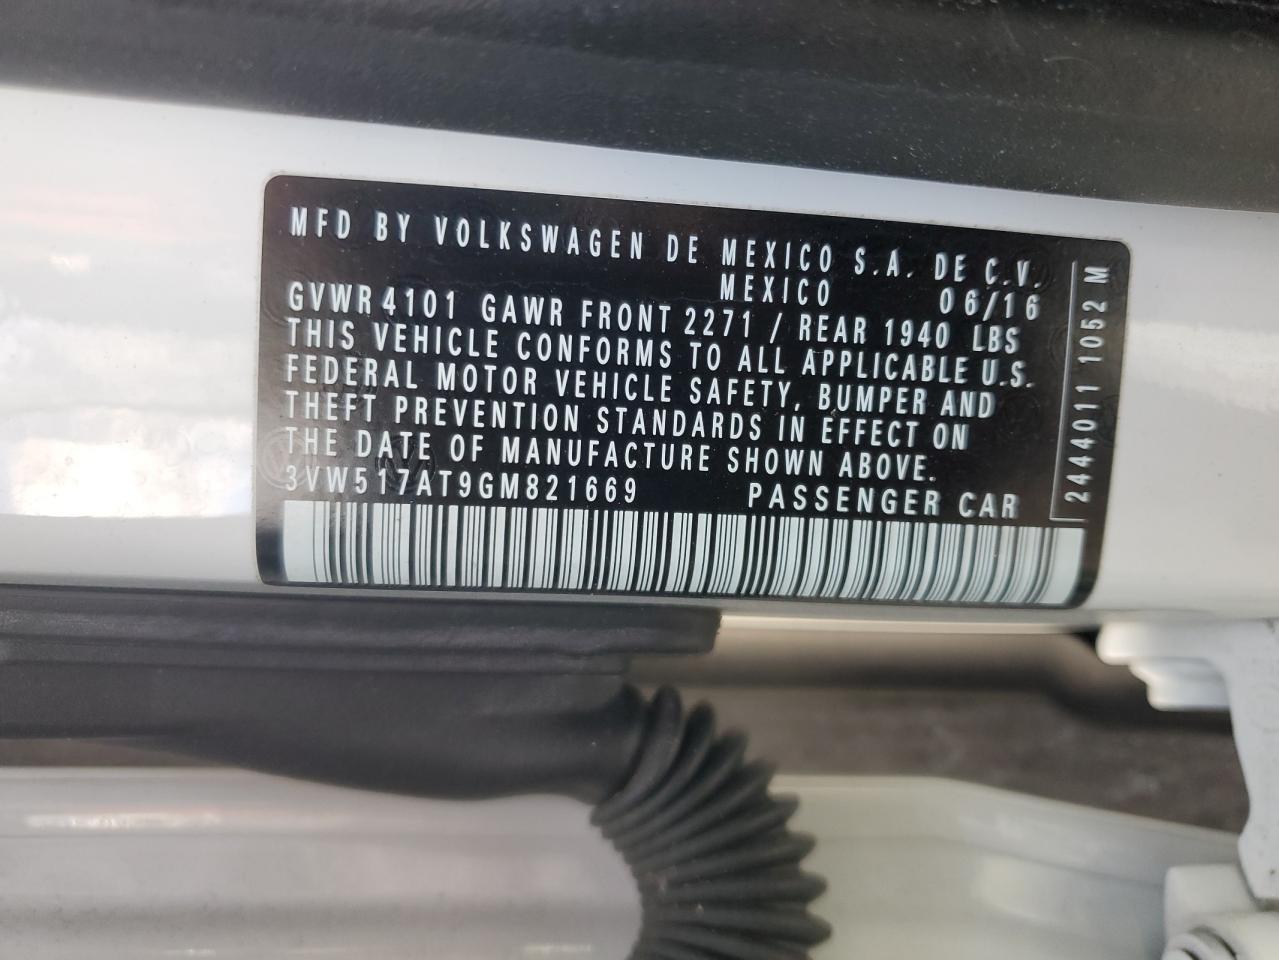 MFD BY VOLKSWAGEN DE MEXICO S.A. DE C.V.
MEXICO 06/16
GVWR 4101 GAWR FRONT 2271 / REAR 1940 LBS
THIS VEHICLE CONFORMS TO ALL APPLICABLE U.S.
FEDERAL MOTOR VEHICLE SAFETY, BUMPER AND
THEFT PREVENTION STANDARDS IN EFFECT ON
THE DATE OF MANUFACTURE SHOWN ABOVE.
3VW517AT9GM821669 PASSENGER CAR
2444011 1052 M